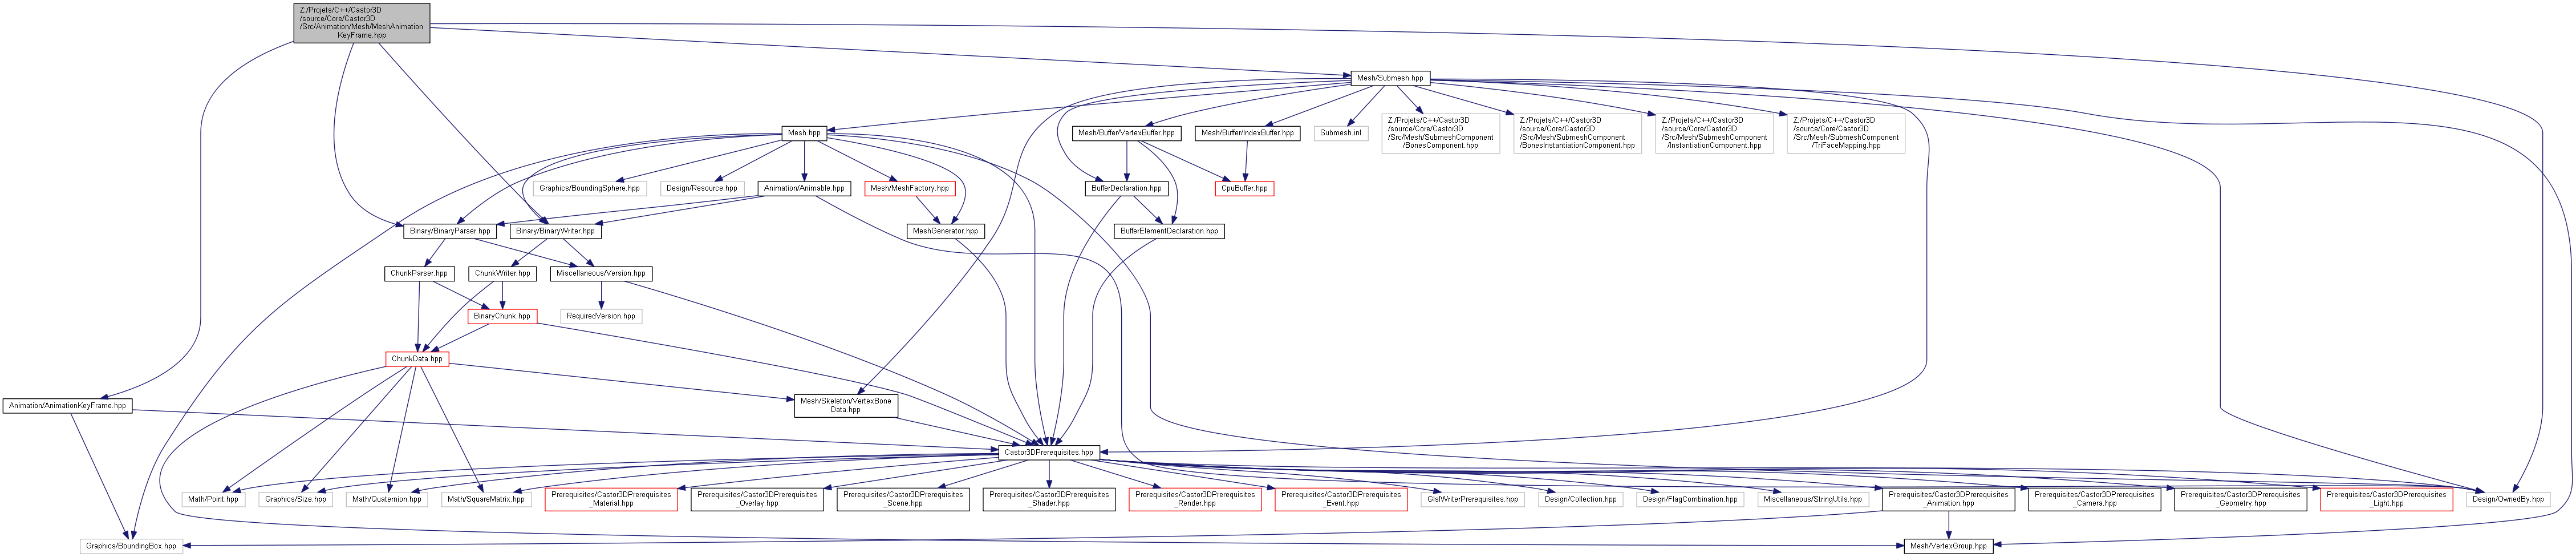 Z:/Projets/C++/Castor3D
/source/Core/Castor3D
/Src/Animation/Mesh/MeshAnimation
KeyFrame.hpp
Mesh/Submesh.hpp
Mesh.hpp
Mesh/Buffer/VertexBuffer.hpp
Mesh/Buffer/IndexBuffer.hpp
Submesh.inl
Z:/Projets/C++/Castor3D
/source/Core/Castor3D
/Src/Mesh/SubmeshComponent
/BonesComponent.hpp
Z:/Projets/C++/Castor3D
/source/Core/Castor3D
/Src/Mesh/SubmeshComponent
/BonesInstantiationComponent.hpp
Z:/Projets/C++/Castor3D
/source/Core/Castor3D
/Src/Mesh/SubmeshComponent
/InstantiationComponent.hpp
Z:/Projets/C++/Castor3D
/source/Core/Castor3D
/Src/Mesh/SubmeshComponent
/TriFaceMapping.hpp
Graphics/BoundingSphere.hpp
Design/Resource.hpp
Animation/Animable.hpp
Mesh/MeshFactory.hpp
BufferDeclaration.hpp
CpuBuffer.hpp
Binary/BinaryParser.hpp
Binary/BinaryWriter.hpp
MeshGenerator.hpp
BufferElementDeclaration.hpp
ChunkParser.hpp
ChunkWriter.hpp
Miscellaneous/Version.hpp
BinaryChunk.hpp
RequiredVersion.hpp
ChunkData.hpp
Animation/AnimationKeyFrame.hpp
Mesh/Skeleton/VertexBone
Data.hpp
Castor3DPrerequisites.hpp
Math/Point.hpp
Graphics/Size.hpp
Math/Quaternion.hpp
Math/SquareMatrix.hpp
Prerequisites/Castor3DPrerequisites
_Material.hpp
Prerequisites/Castor3DPrerequisites
_Overlay.hpp
Prerequisites/Castor3DPrerequisites
_Scene.hpp
Prerequisites/Castor3DPrerequisites
_Shader.hpp
Prerequisites/Castor3DPrerequisites
_Render.hpp
Prerequisites/Castor3DPrerequisites
_Event.hpp
GlslWriterPrerequisites.hpp
Design/Collection.hpp
Design/FlagCombination.hpp
Miscellaneous/StringUtils.hpp
Prerequisites/Castor3DPrerequisites
_Animation.hpp
Prerequisites/Castor3DPrerequisites
_Camera.hpp
Prerequisites/Castor3DPrerequisites
_Geometry.hpp
Prerequisites/Castor3DPrerequisites
_Light.hpp
Design/OwnedBy.hpp
Graphics/BoundingBox.hpp
Mesh/VertexGroup.hpp